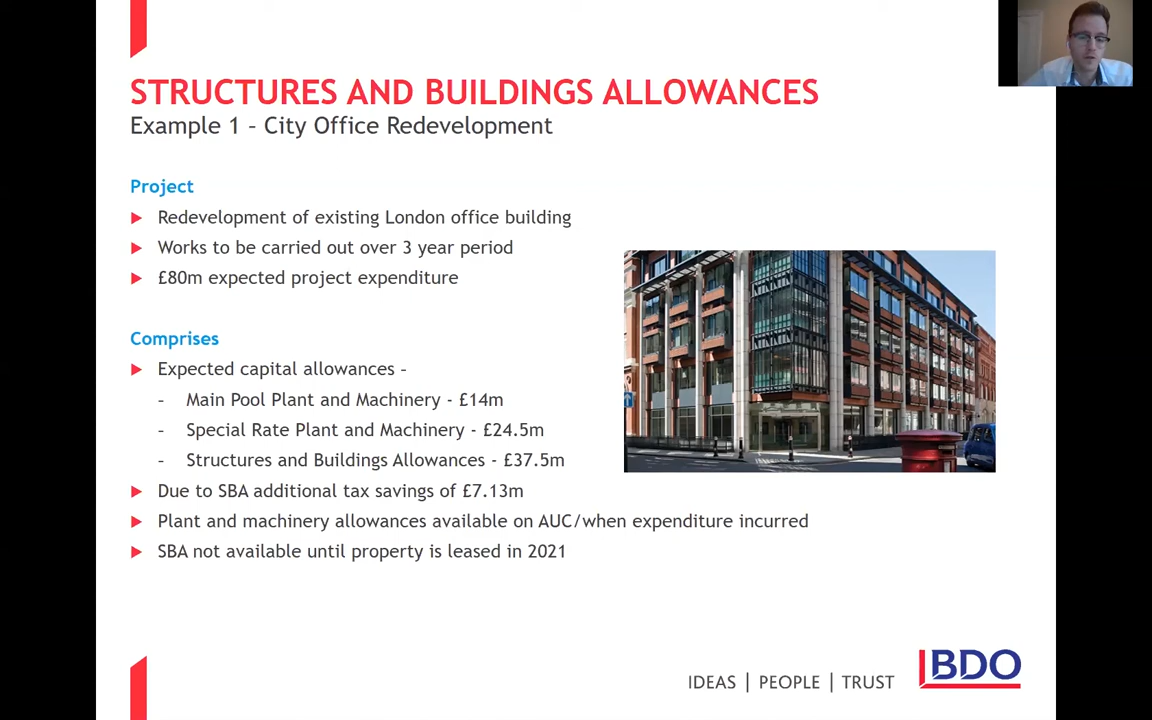 STRUCTURES AND BUILDINGS ALLOWANCES
Example 1 – City Office Redevelopment
Project
Redevelopment of existing London office building
Works to be carried out over 3 year period
£80m expected project expenditure
Comprises
Expected capital allowances –
- Main Pool Plant and Machinery - £14m
- Special Rate Plant and Machinery - £24.5m
- Structures and Buildings Allowances - £37.5m
Due to SBA additional tax savings of £7.13m
Plant and machinery allowances available on AUC/when expenditure incurred
SBA not available until property is leased in 2021
IDEAS | PEOPLE | TRUST
BDO